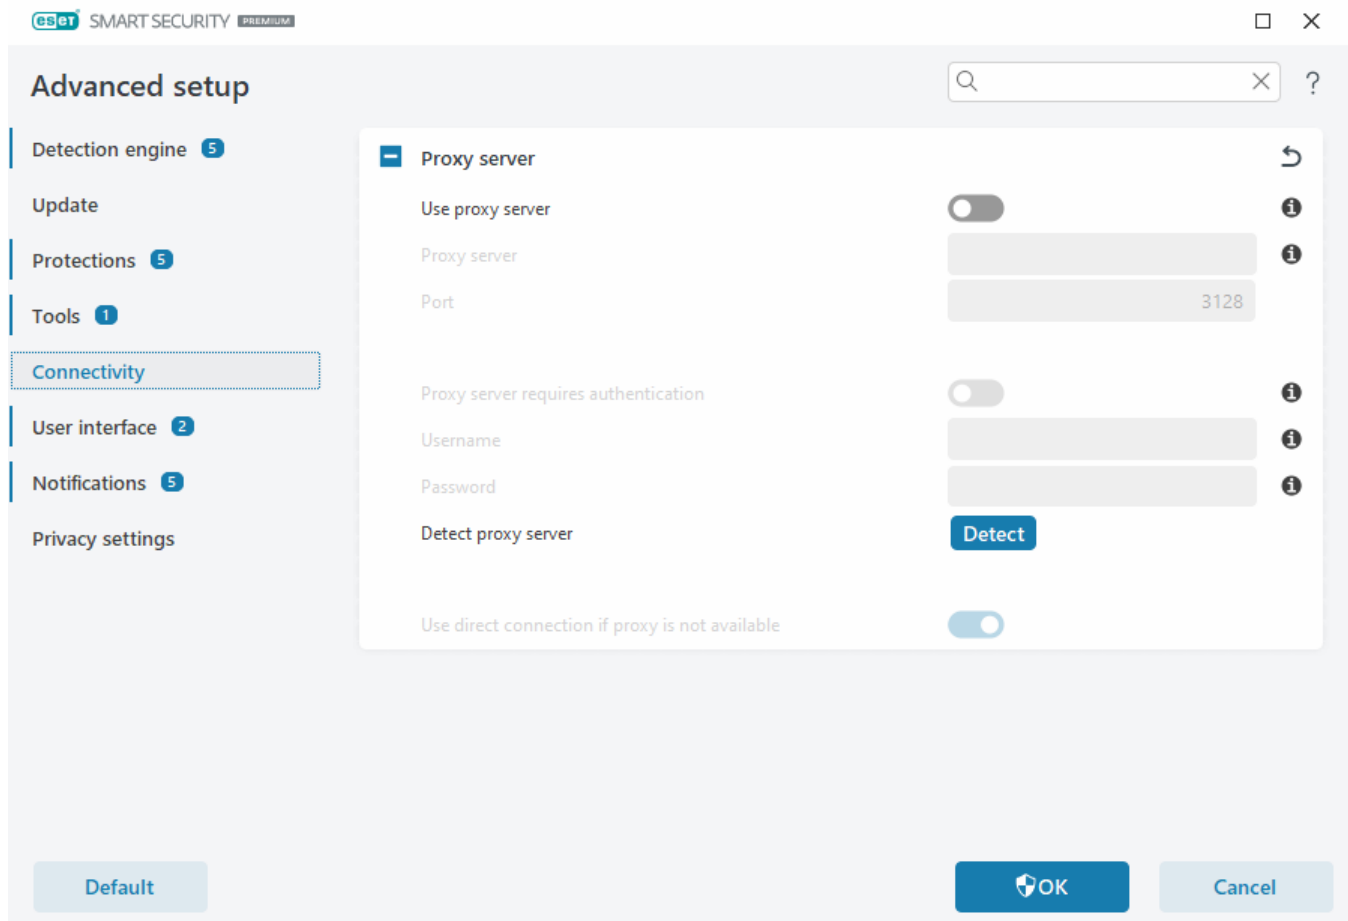 eseT SMART SECURITY PREMIUM
Advanced setup
?
Detection engine 5
Update
Protections 5
Tools 1
Connectivity
User interface 2
Notifications 5
Privacy settings
Proxy server
Use proxy server
Proxy server
Port 3128
Proxy server requires authentication
Username
Password
Detect proxy server Detect
Use direct connection if proxy is not available
Default
OK
Cancel